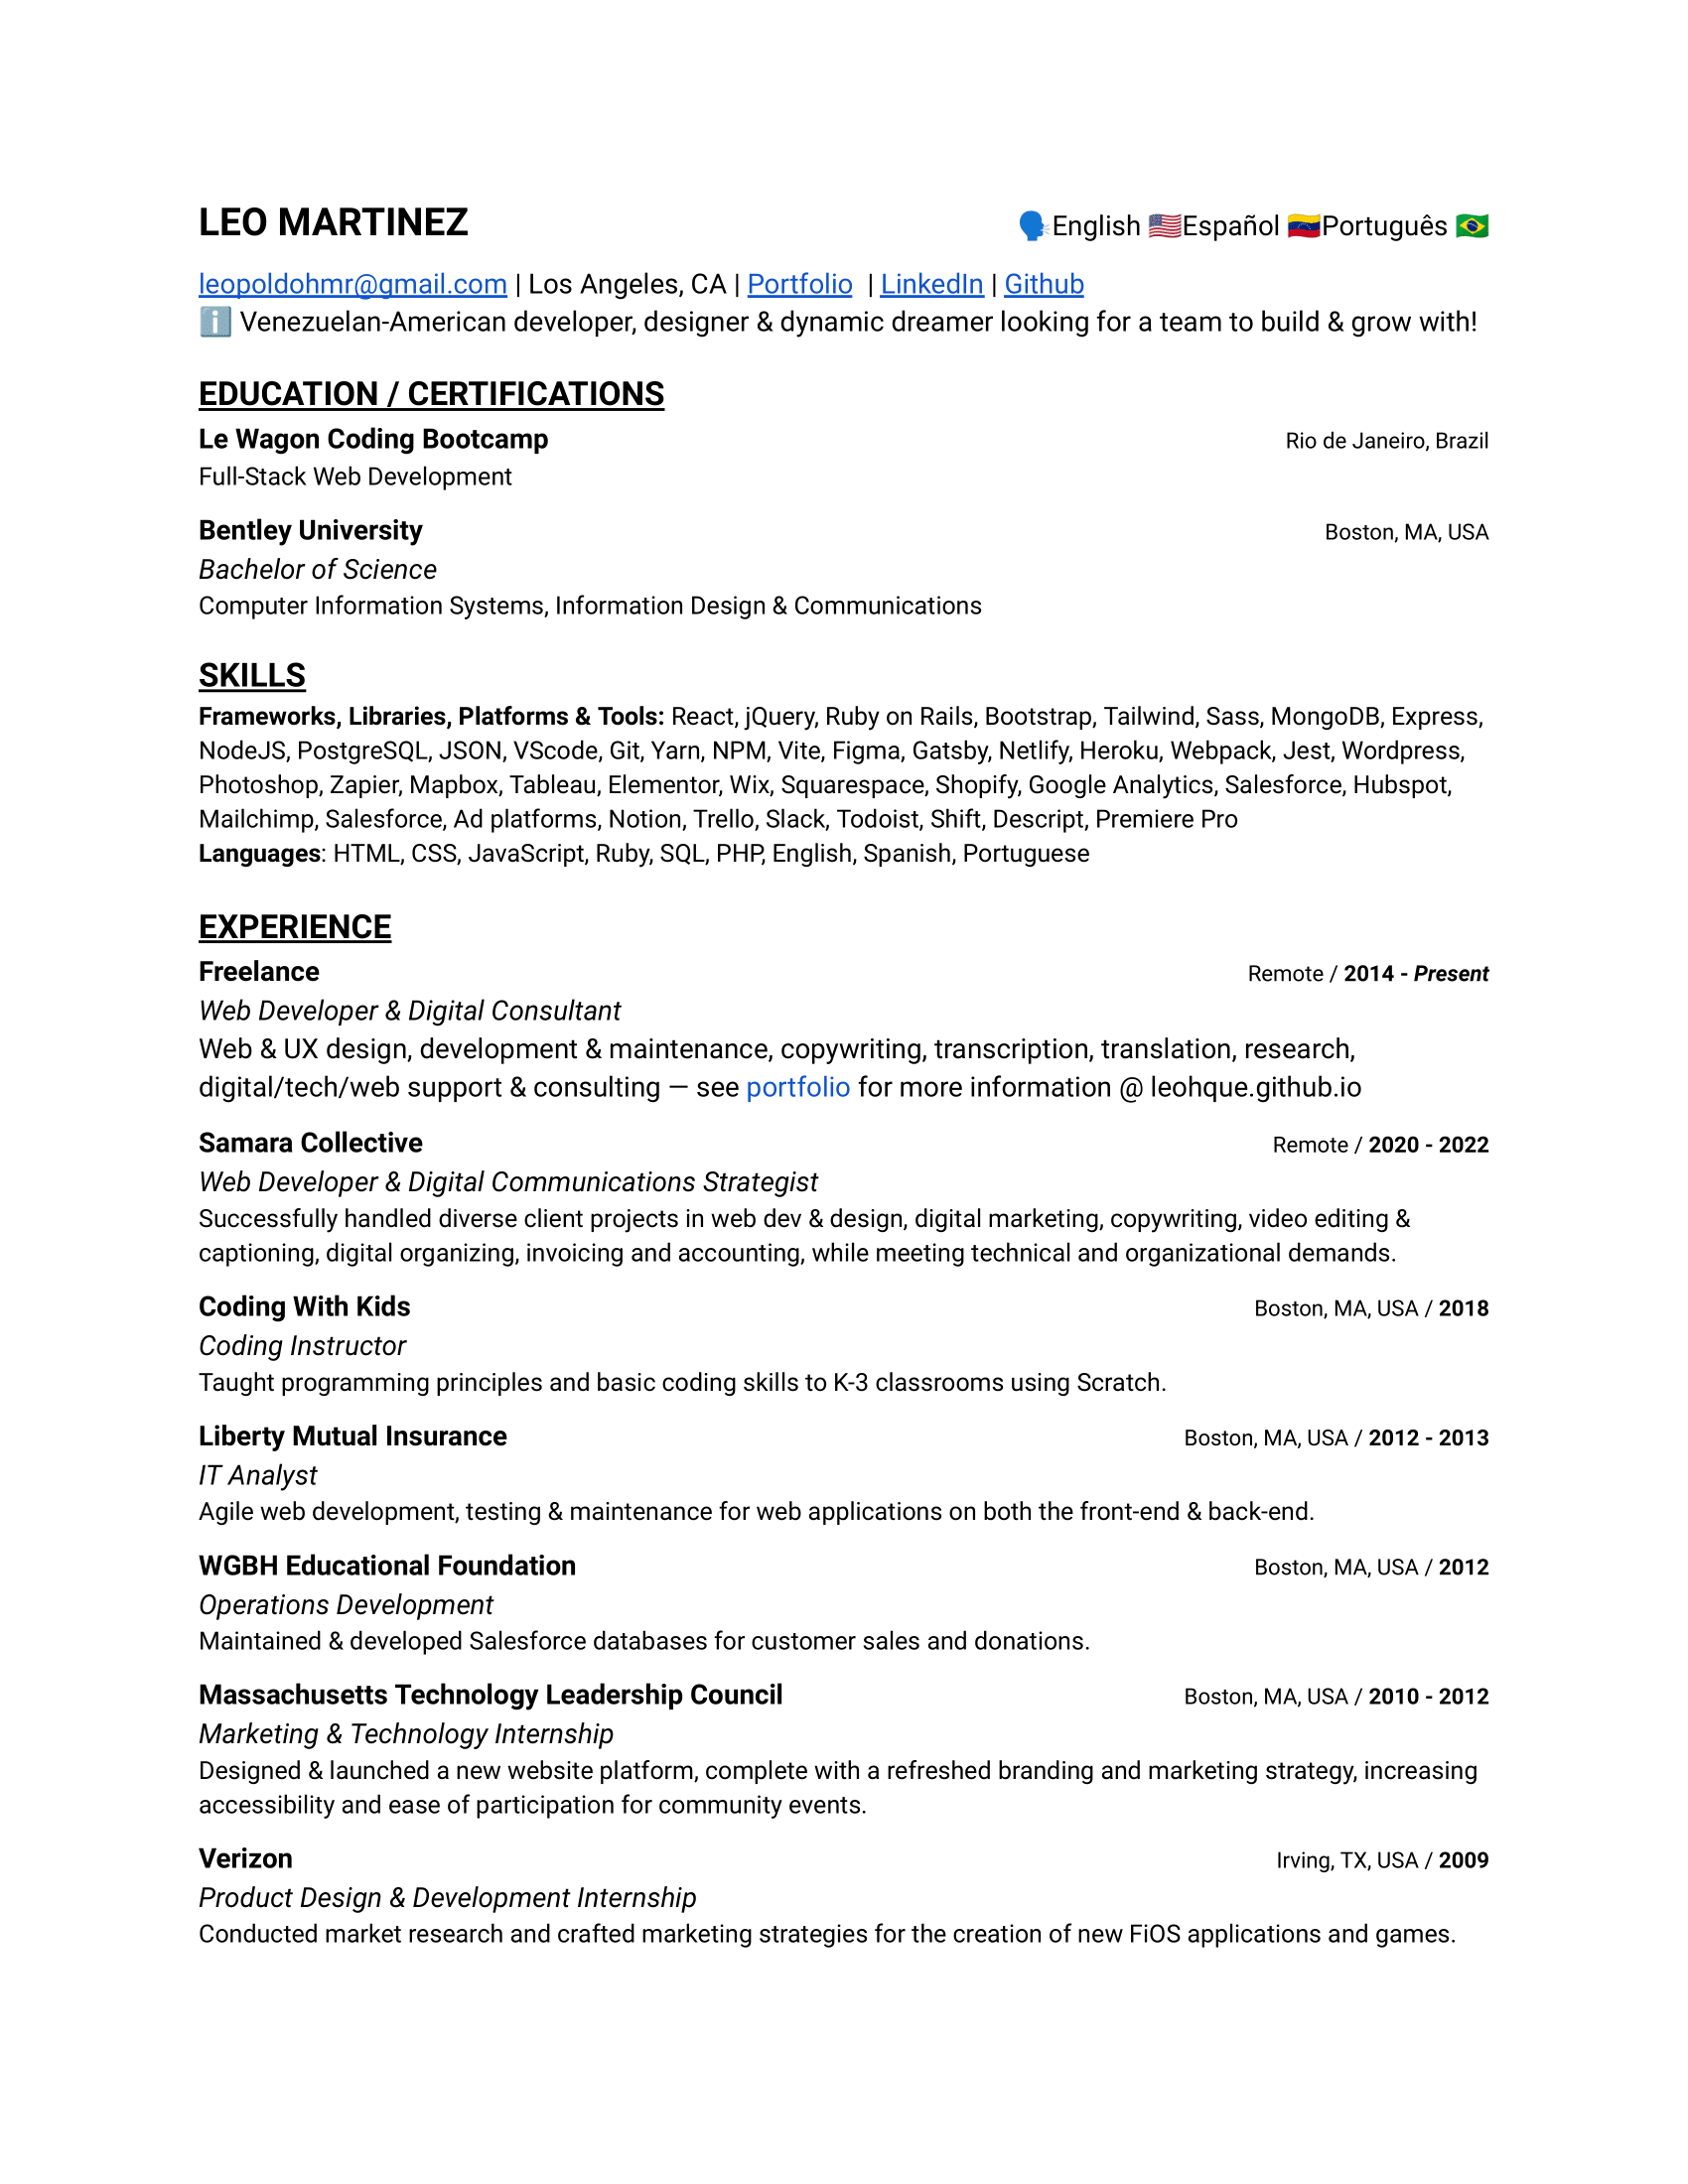 LEO MARTINEZ 🗣️English 🇺🇸Español 🇻🇪Português 🇧🇷
leopoldohmr@gmail.com | Los Angeles, CA | Portfolio | LinkedIn | Github
ℹ️ Venezuelan-American developer, designer & dynamic dreamer looking for a team to build & grow with!
EDUCATION / CERTIFICATIONS
Le Wagon Coding Bootcamp Rio de Janeiro, Brazil
Full-Stack Web Development
Bentley University Boston, MA, USA
Bachelor of Science
Computer Information Systems, Information Design & Communications
SKILLS
Frameworks, Libraries, Platforms & Tools: React, jQuery, Ruby on Rails, Bootstrap, Tailwind, Sass, MongoDB, Express,
NodeJS, PostgreSQL, JSON, VScode, Git, Yarn, NPM, Vite, Figma, Gatsby, Netlify, Heroku, Webpack, Jest, Wordpress,
Photoshop, Zapier, Mapbox, Tableau, Elementor, Wix, Squarespace, Shopify, Google Analytics, Salesforce, Hubspot,
Mailchimp, Salesforce, Ad platforms, Notion, Trello, Slack, Todoist, Shift, Descript, Premiere Pro
Languages: HTML, CSS, JavaScript, Ruby, SQL, PHP, English, Spanish, Portuguese
EXPERIENCE
Freelance Remote / 2014 - Present
Web Developer & Digital Consultant
Web & UX design, development & maintenance, copywriting, transcription, translation, research,
digital/tech/web support & consulting — see portfolio for more information @ leohque.github.io
Samara Collective Remote / 2020 - 2022
Web Developer & Digital Communications Strategist
Successfully handled diverse client projects in web dev & design, digital marketing, copywriting, video editing &
captioning, digital organizing, invoicing and accounting, while meeting technical and organizational demands.
Coding With Kids Boston, MA, USA / 2018
Coding Instructor
Taught programming principles and basic coding skills to K-3 classrooms using Scratch.
Liberty Mutual Insurance Boston, MA, USA / 2012 - 2013
IT Analyst
Agile web development, testing & maintenance for web applications on both the front-end & back-end.
WGBH Educational Foundation Boston, MA, USA / 2012
Operations Development
Maintained & developed Salesforce databases for customer sales and donations.
Massachusetts Technology Leadership Council Boston, MA, USA / 2010 - 2012
Marketing & Technology Internship
Designed & launched a new website platform, complete with a refreshed branding and marketing strategy, increasing
accessibility and ease of participation for community events.
Verizon Irving, TX, USA / 2009
Product Design & Development Internship
Conducted market research and crafted marketing strategies for the creation of new FiOS applications and games.